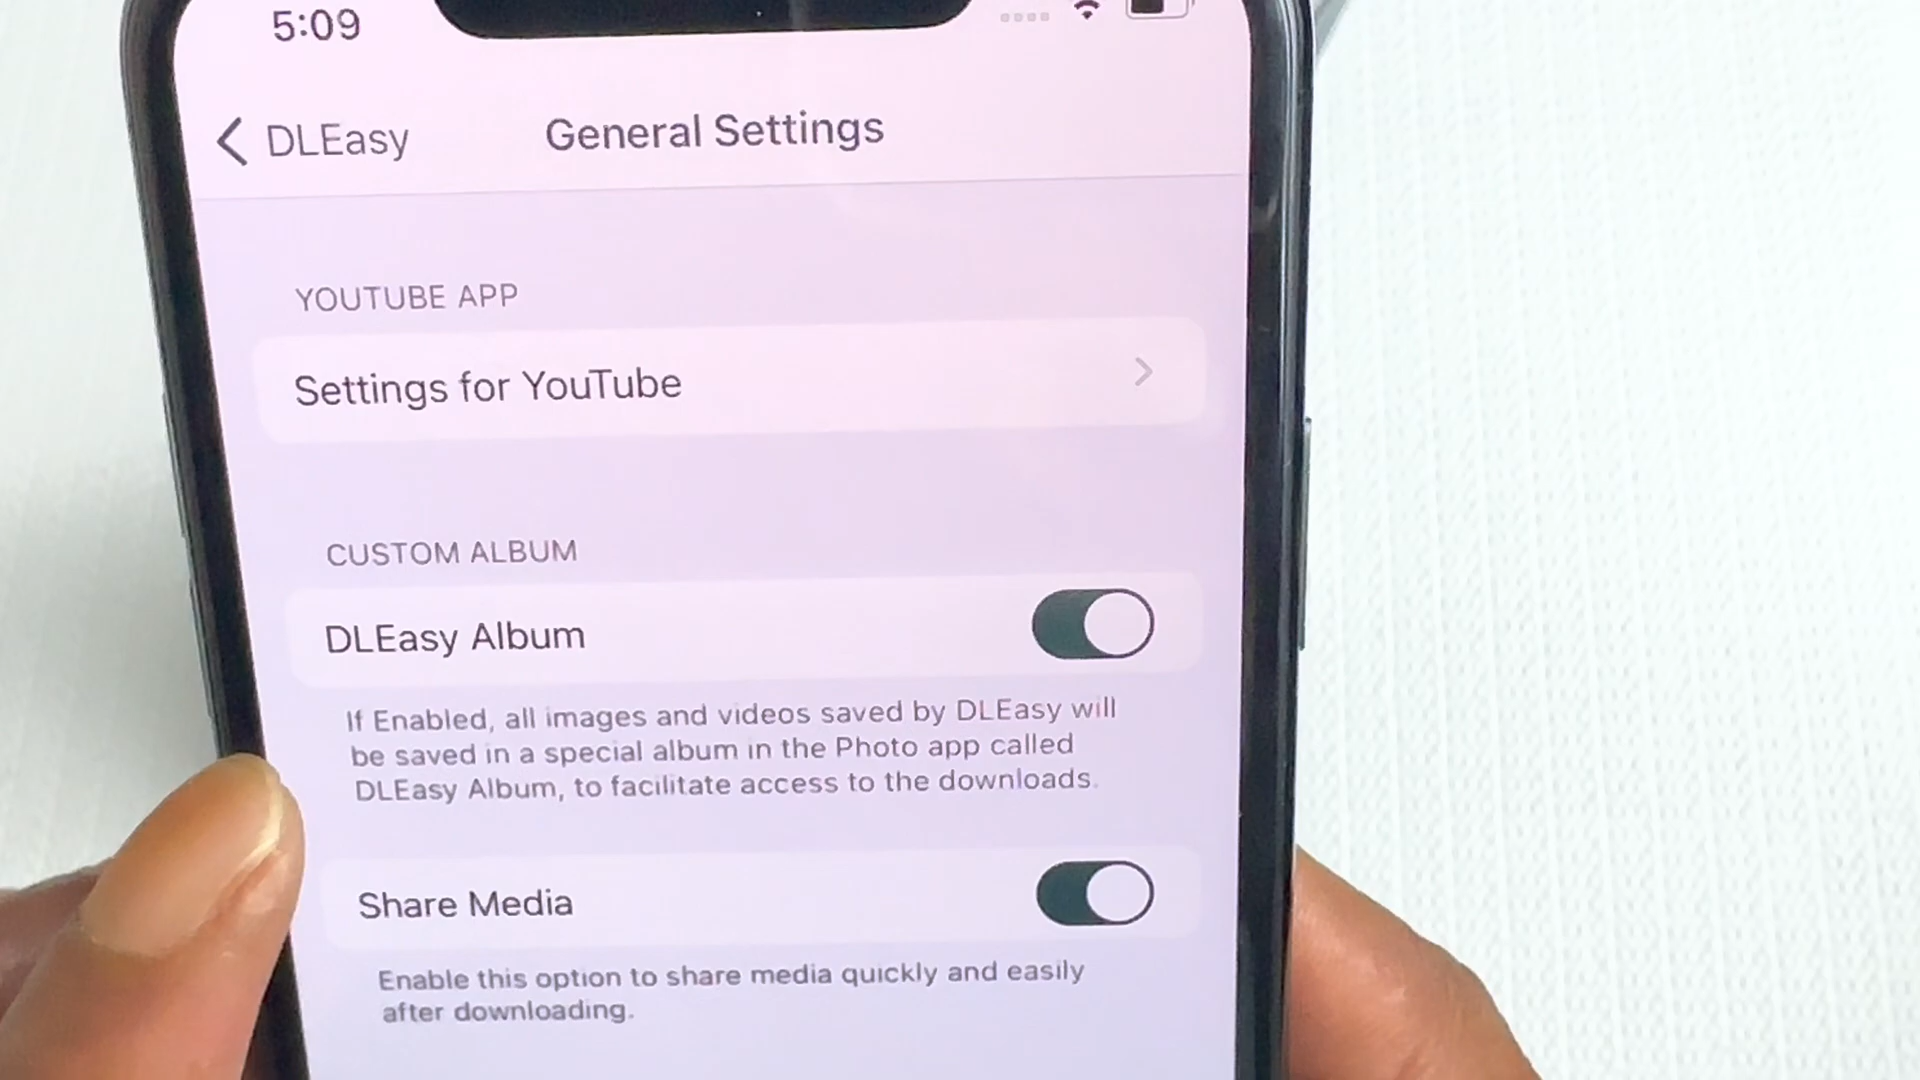 5:09
DLEasy
General Settings
YOUTUBE APP
Settings for YouTube
CUSTOM ALBUM
DLEasy Album
If Enabled, all images and videos saved by DLEasy will
be saved in a special album in the Photo app called
DLEasy Album, to facilitate access to the downloads.
Share Media
Enable this option to share media quickly and easily
after downloading.